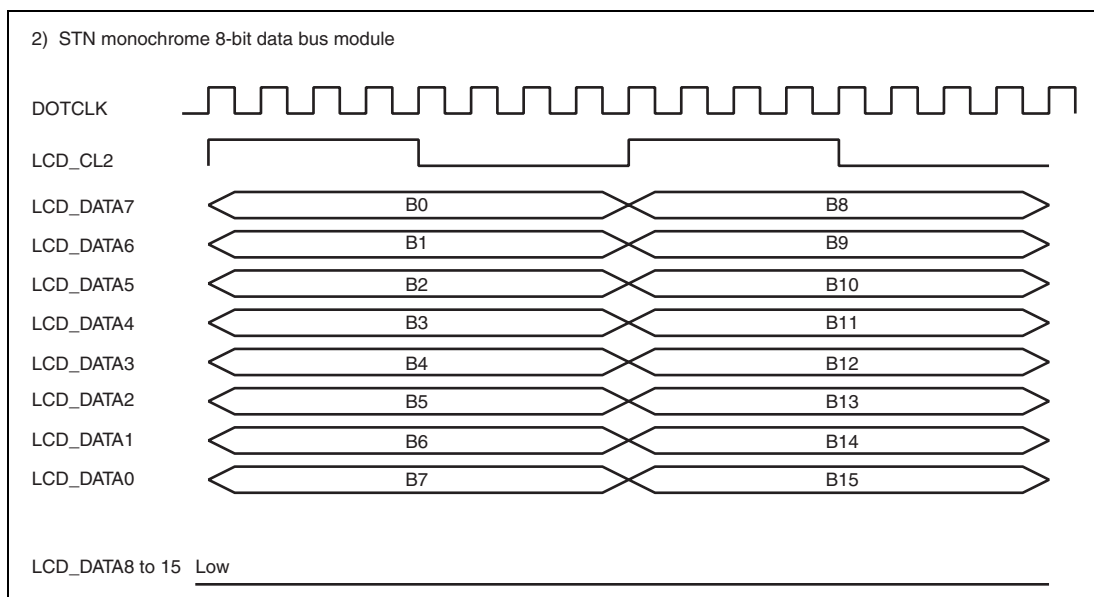 2) STN monochrome 8-bit data bus module
DOTCLK
LCD_CL2
LCD_DATA7 B0 B8
LCD_DATA6 B1 B9
LCD_DATA5 B2 B10
LCD_DATA4 B3 B11
LCD_DATA3 B4 B12
LCD_DATA2 B5 B13
LCD_DATA1 B6 B14
LCD_DATA0 B7 B15
LCD_DATA8 to 15 Low